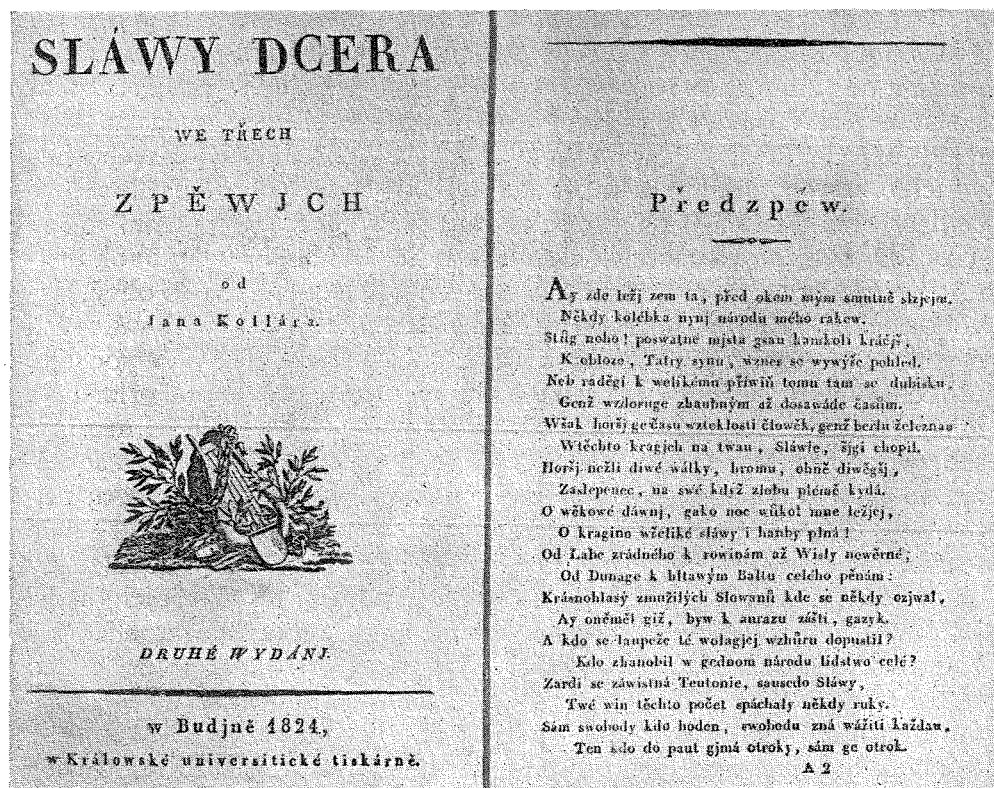 SLÁWY DCERA
WE TŘECH
ZPĚWJCH
od
Jana Kollára.
DRUHÉ WYDÁNJ.
w Budjně 1824,
w Králowské universitické tiskárně.
Předzpěw.
Ay zde ležj zem ta, před okem mým smutně slzjcjm,
Někdy kolébka nynj národu mého rakew.
Stůg noho! poswátné mjsta gsau kamkoli kráčjš,
K obloze, Tatry synu, wznes se wywýše pohled.
Neb raděgi k welikému přiwiň tomu tam se dubisku,
Genž wzdoruge zhaubným až dosawáde časům.
Wšak horšj ge času wzteklosti člowěk, genž berlu železnau
Wtěchto kragjch na twau, Sláwie, šjgi chopil.
Horšj nežli diwé wálky, hromu, ohně diwěgšj,
Zaslepenec, na swé když zlobu plémě kydá.
O wěkowé dáwnj, gako noc wůkol mne ležjcj,
O kragino wšeliké sláwy i hanby plná!
Od Labe zrádného k rowinám až Wisly newěrné,
Od Dunage k hltawým Baltu celého pěnám:
Krásnohlasý zmužilých Slowanů kde se někdy ozjwal,
Ay oněměl giž, byw k aurazu zášti, gazyk.
A kdo se laupeže té wolagjcj wzhůru dopustil?
Kdo zhanobil w gednom národu lidstwo celé?
Zardi se záwistná Teutonie, sausedo Sláwy,
Twé win těchto počet spáchaly někdy ruky.
Sám swobody kdo hoden, swobodu zná wážiti každau,
Ten kdo do paut gjmá otroky, sám ge otrok.
A 2